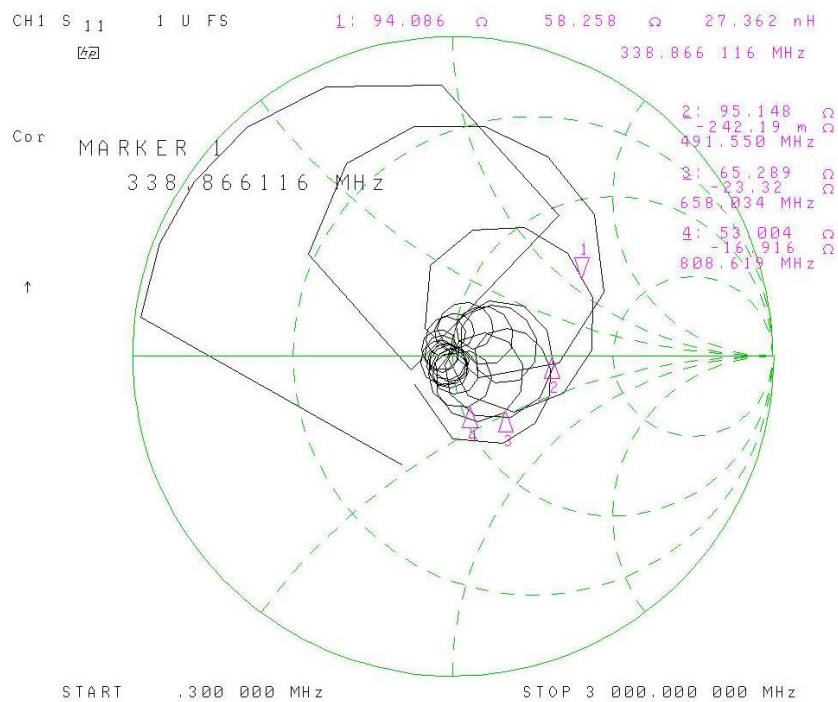 CH1 S 11 1 U FS 1: 94.086 Ω 58.258 Ω 27.362 nH
hp
338.866 116 MHz
2: 95.148 Ω
-242.19 m Ω
491.550 MHz
Cor
MARKER 1
338.866116 MHz
3: 65.289 Ω
-23.32 Ω
658.034 MHz
4: 53.004 Ω
-16.916 Ω
808.619 MHz
↑
1
2
4
3
START .300 000 MHz STOP 3 000.000 000 MHz